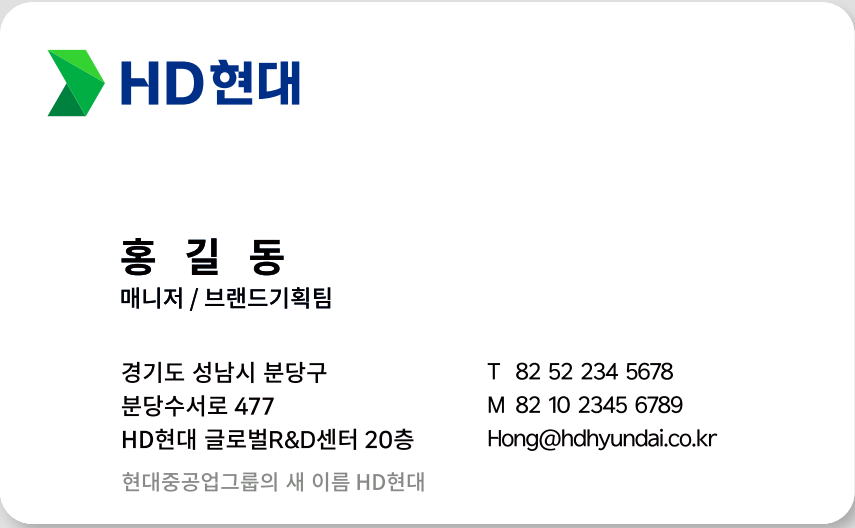 HD현대
홍 길 동
매니저 / 브랜드기획팀
경기도 성남시 분당구
분당수서로 477
HD현대 글로벌R&D센터 20층
현대중공업그룹의 새 이름 HD현대
T 82 52 234 5678
M 82 10 2345 6789
Hong@hdhyundai.co.kr